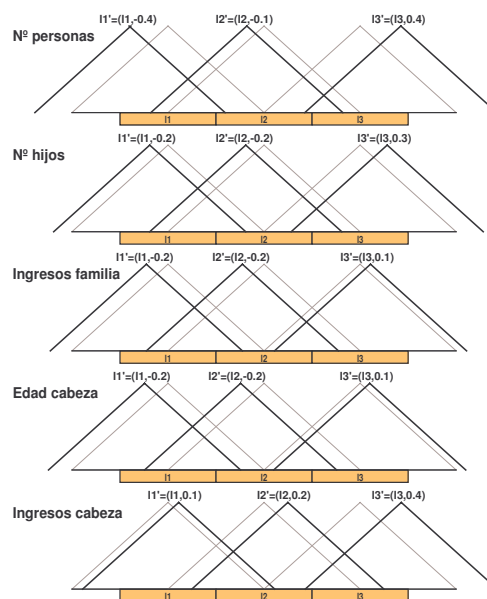 l1'=(l1,-0.4) l2'=(l2,-0.1) l3'=(l3,0.4)
Nº personas
l1 l2 l3
l1'=(l1,-0.2) l2'=(l2,-0.2) l3'=(l3,0.3)
Nº hijos
l1 l2 l3
l1'=(l1,-0.2) l2'=(l2,-0.2) l3'=(l3,0.1)
Ingresos familia
l1 l2 l3
l1'=(l1,-0.2) l2'=(l2,-0.2) l3'=(l3,0.1)
Edad cabeza
l1 l2 l3
l1'=(l1,0.1) l2'=(l2,0.2) l3'=(l3,0.4)
Ingresos cabeza
l1 l2 l3